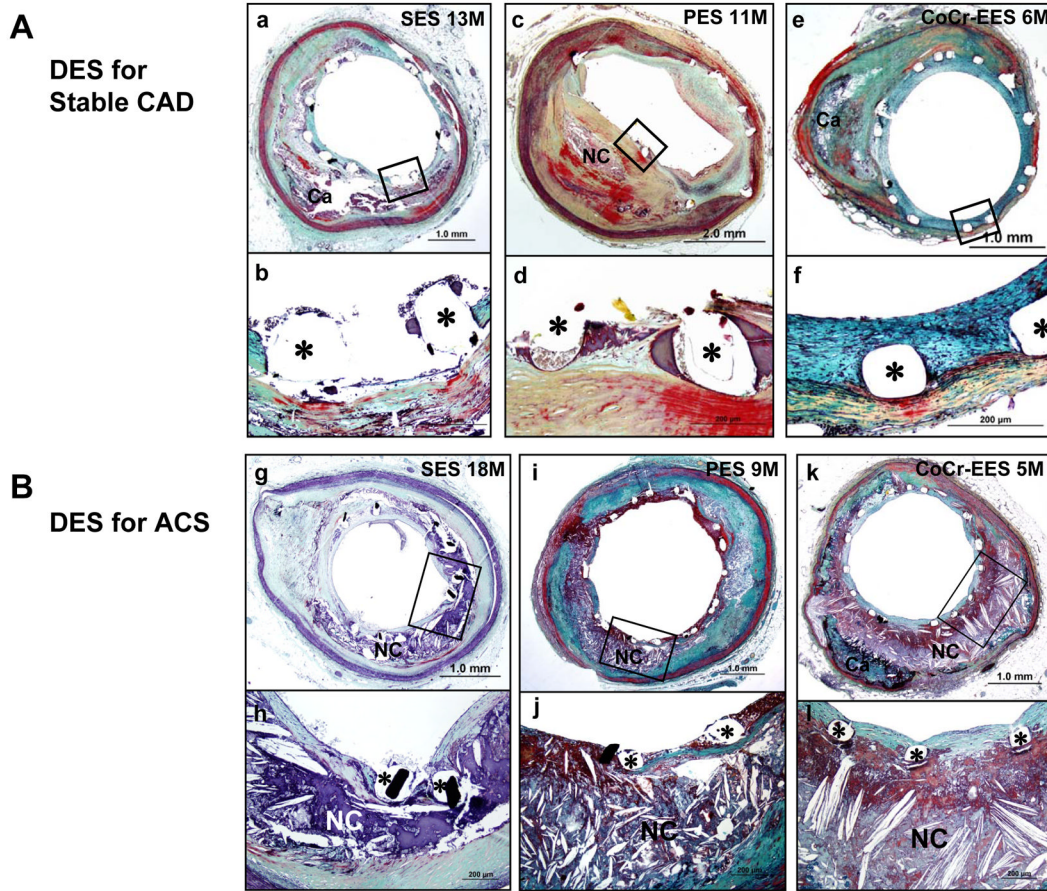 A
DES for
Stable CAD
a
SES 13M
Ca
1.0 mm
c
PES 11M
NC
2.0 mm
e
CoCr-EES 6M
Ca
1.0 mm
b
*
*
d
*
*
200 µm
f
*
*
200 µm
B
DES for ACS
g
SES 18M
NC
1.0 mm
i
PES 9M
NC
1.0 mm
k
CoCr-EES 5M
NC
Ca
1.0 mm
h
*
*
NC
200 µm
j
*
*
NC
200 µm
l
*
*
*
NC
200 µm